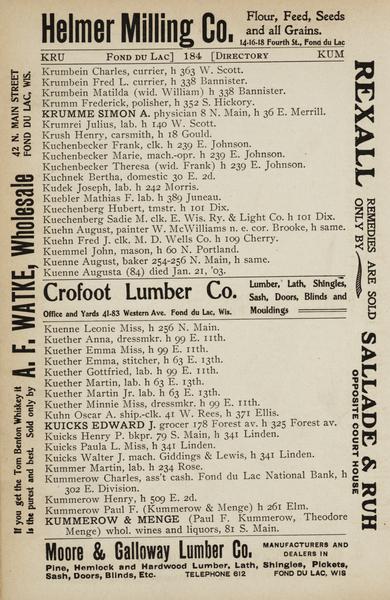 Helmer Milling Co.
Flour, Feed, Seeds
and all Grains.
14-16-18 Fourth St., Fond du Lac
KRU FOND DU LAC] 184 [DIRECTORY KUM
Krumbein Charles, currier, h 363 W. Scott.
Krumbein Fred L. currier, h 338 Bannister.
Krumbein Matilda (wid. William) h 338 Bannister.
Krumm Frederick, polisher, h 352 S. Hickory.
KRUMME SIMON A. physician 8 N. Main, h 36 E. Merrill.
Krumrei Julius, lab. h 140 W. Scott.
Krush Henry, carsmith, h 18 Gould.
Kuchenbecker Frank, clk. h 239 E. Johnson.
Kuchenbecker Marie, mach.-opr. h 239 E. Johnson.
Kuchenbecker Theresa (wid. Frank) h 239 E. Johnson.
Kuchnek Bertha, domestic 30 E. 2d.
Kudek Joseph, lab. h 242 Morris.
Kuebler Mathias F. lab. h 389 Juneau.
Kuechenberg Hubert, tmstr. h 101 Dix.
Kuechenberg Sadie M. clk. E. Wis. Ry. & Light Co. h 101 Dix.
Kuehn August, painter W. McWilliams n. e. cor. Brooke, h same.
Kuehn Fred J. clk. M. D. Wells Co. h 109 Cherry.
Kuemmel John, mason, h 60 N. Portland.
Kuenne August, baker 254-256 N. Main, h same.
Kuenne Augusta (84) died Jan. 21, '03.
Crofoot Lumber Co.
Office and Yards 41-83 Western Ave. Fond du Lac, Wis.
Lumber, Lath, Shingles,
Sash, Doors, Blinds and
Mouldings
Kuenne Leonie Miss, h 256 N. Main.
Kuether Anna, dressmkr. h 99 E. 11th.
Kuether Emma Miss, h 99 E. 11th.
Kuether Emma, stitcher, h 63 E. 13th.
Kuether Gottfried, lab. h 99 E. 11th.
Kuether Martin, lab. h 63 E. 13th.
Kuether Martin Jr. lab. h 63 E. 13th.
Kuether Minnie Miss, dressmkr. h 99 E. 11th.
Kuhn Oscar A. ship.-clk. 41 W. Rees, h 371 Ellis.
KUICKS EDWARD J. grocer 178 Forest av. h 325 Forest av.
Kuicks Henry P. bkpr. 79 S. Main, h 341 Linden.
Kuicks Paula L. Miss, h 341 Linden.
Kuicks Walter J. mach. Giddings & Lewis, h 341 Linden.
Kummer Martin, lab. h 234 Rose.
Kummerow Charles, ass't cash. Fond du Lac National Bank, h
302 E. Division.
Kummerow Henry, h 509 E. 2d.
Kummerow Paul F. (Kummerow & Menge) h 261 Elm.
KUMMEROW & MENGE (Paul F. Kummerow, Theodore
Menge) whol. wines and liquors, 81 S. Main.
Moore & Galloway Lumber Co.
MANUFACTURERS AND
DEALERS IN
Pine, Hemlock and Hardwood Lumber, Lath, Shingles, Pickets,
Sash, Doors, Blinds, Etc. TELEPHONE 612 FOND DU LAC, WIS
If you get the Tom Benton Whiskey it
is the purest and best. Sold only by
A. F. WATKE, Wholesale
42 N. MAIN STREET
FOND DU LAC, WIS.
REXALL
REMEDIES ARE SOLD
ONLY BY
SALLADE & RUH
OPPOSITE COURT HOUSE